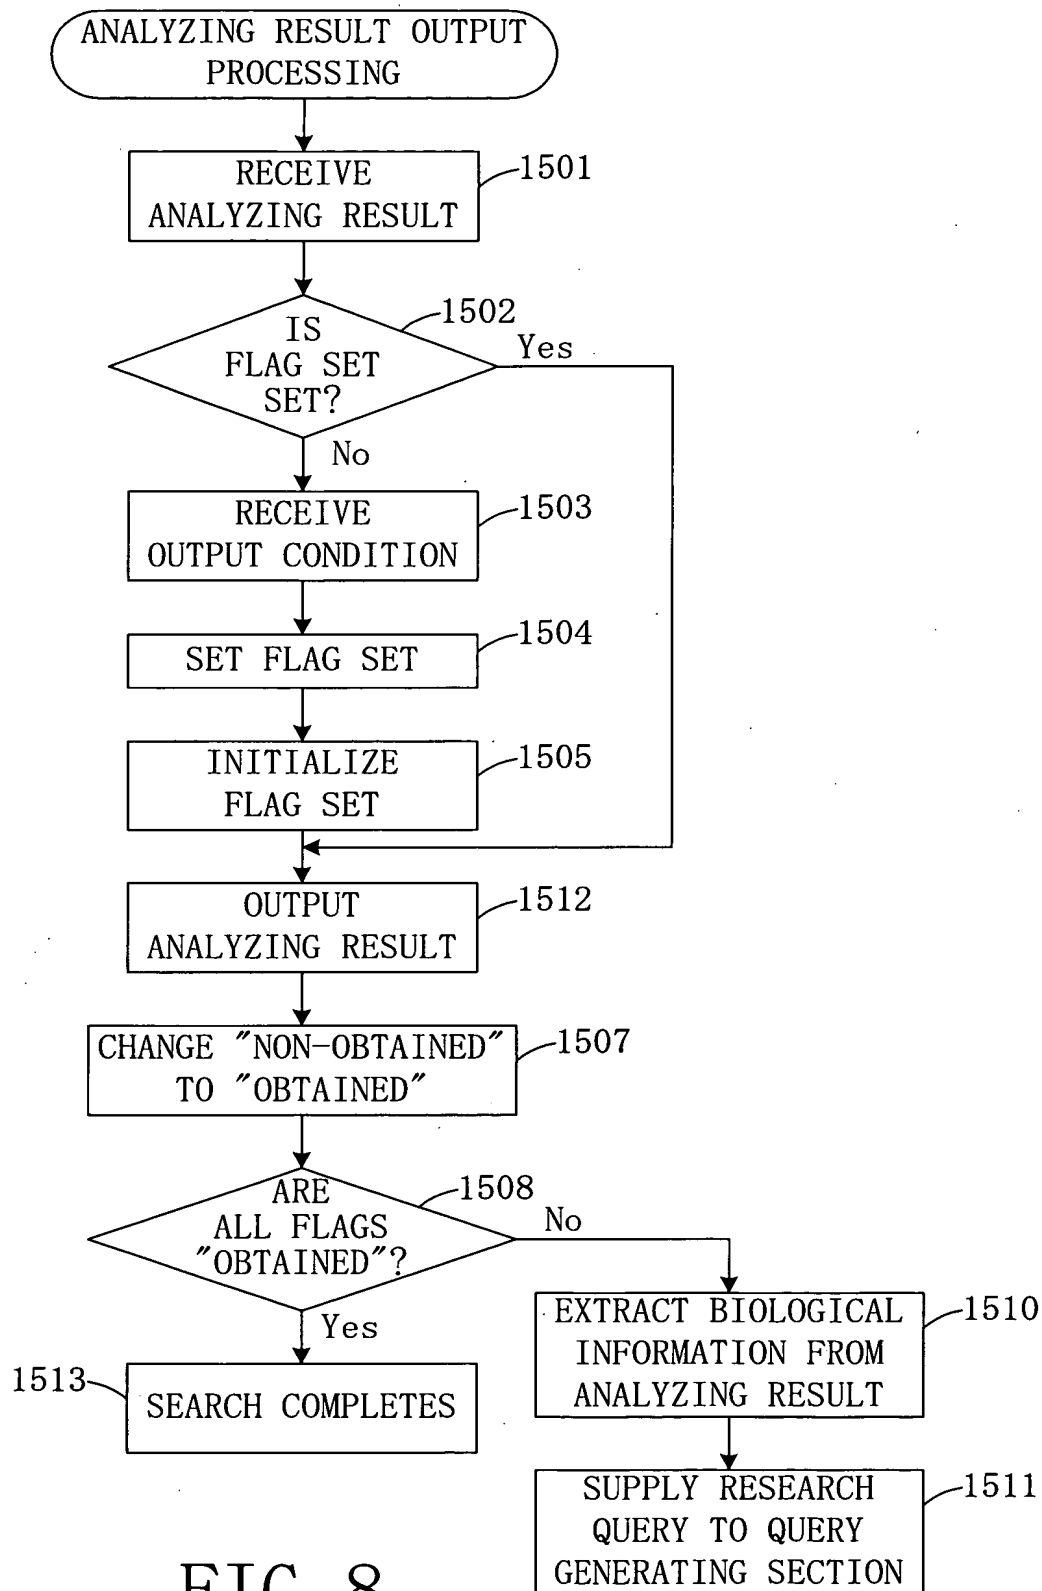 ANALYZING RESULT OUTPUT
PROCESSING
RECEIVE
ANALYZING RESULT
1501
IS
FLAG SET
SET?
1502
Yes
No
RECEIVE
OUTPUT CONDITION
1503
SET FLAG SET
1504
INITIALIZE
FLAG SET
1505
OUTPUT
ANALYZING RESULT
1512
CHANGE "NON-OBTAINED"
TO "OBTAINED"
1507
ARE
ALL FLAGS
"OBTAINED"?
1508
No
Yes
1513
SEARCH COMPLETES
EXTRACT BIOLOGICAL
INFORMATION FROM
ANALYZING RESULT
1510
SUPPLY RESEARCH
QUERY TO QUERY
GENERATING SECTION
1511
FIG. 8